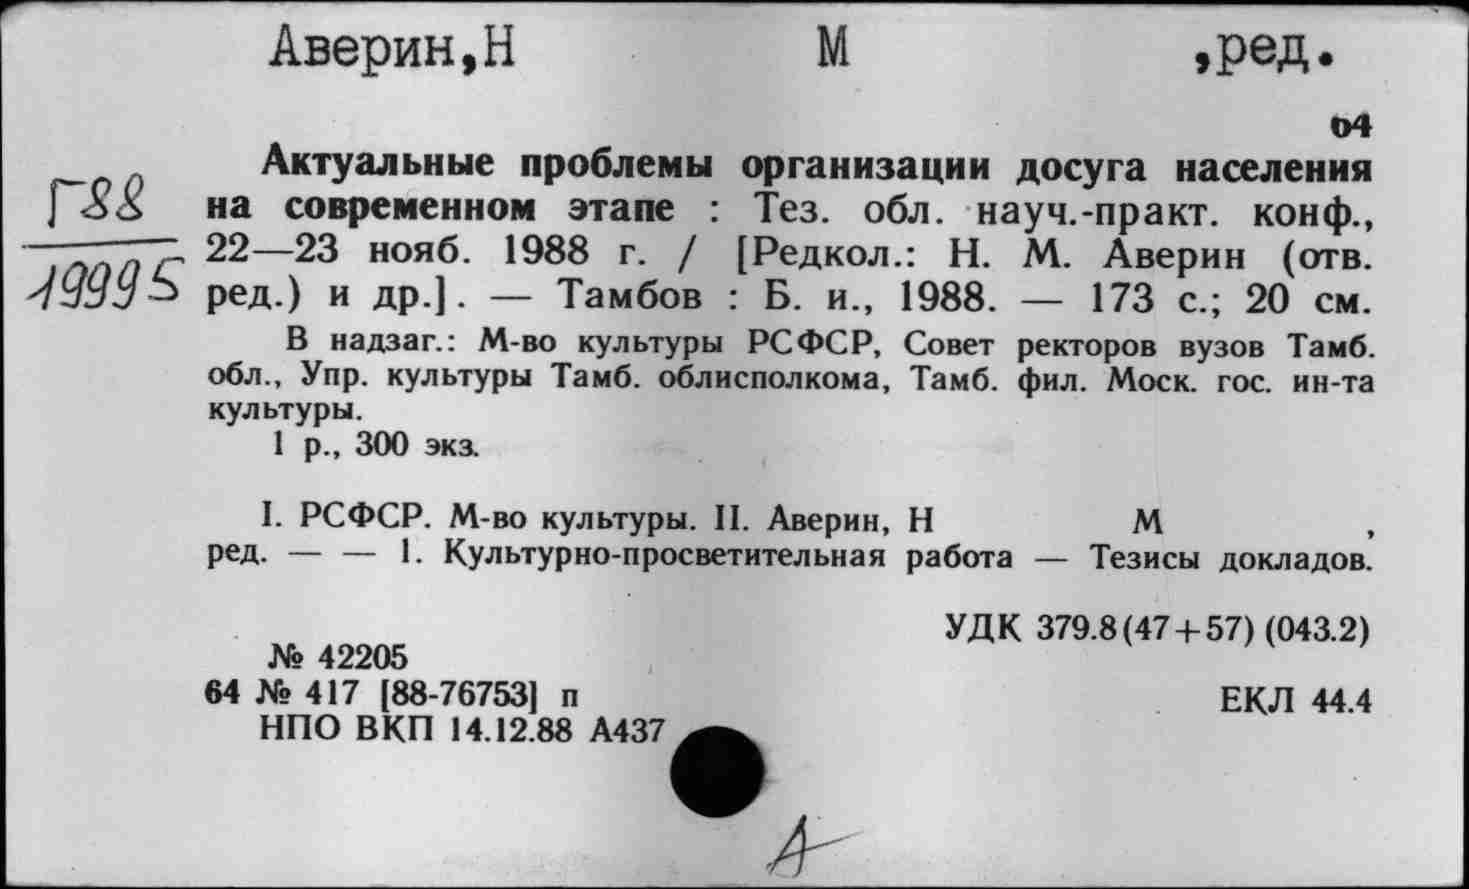 Аверин,Н М ,ред.
64
Актуальные проблемы организации досуга населения
Г88 на современном этапе : Тез. обл. науч.-практ. конф.,
22—23 нояб. 1988 г. / [Редкол.: Н. М. Аверин (отв.
19995 ред.) и др.]. — Тамбов : Б. и., 1988. — 173 с.; 20 см.
В надзаг.: М-во культуры РСФСР, Совет ректоров вузов Тамб.
обл., Упр. культуры Тамб. облисполкома, Тамб. фил. Моск. гос. ин-та
культуры.
1 р., 300 экз.
I. РСФСР. М-во культуры. II. Аверин, Н М ,
ред. — — 1. Культурно-просветительная работа — Тезисы докладов.
УДК 379.8(47+57) (043.2)
№ 42205
64 № 417 [88-76753] п
ЕКЛ 44.4
НПО ВКП 14.12.88 А437
А